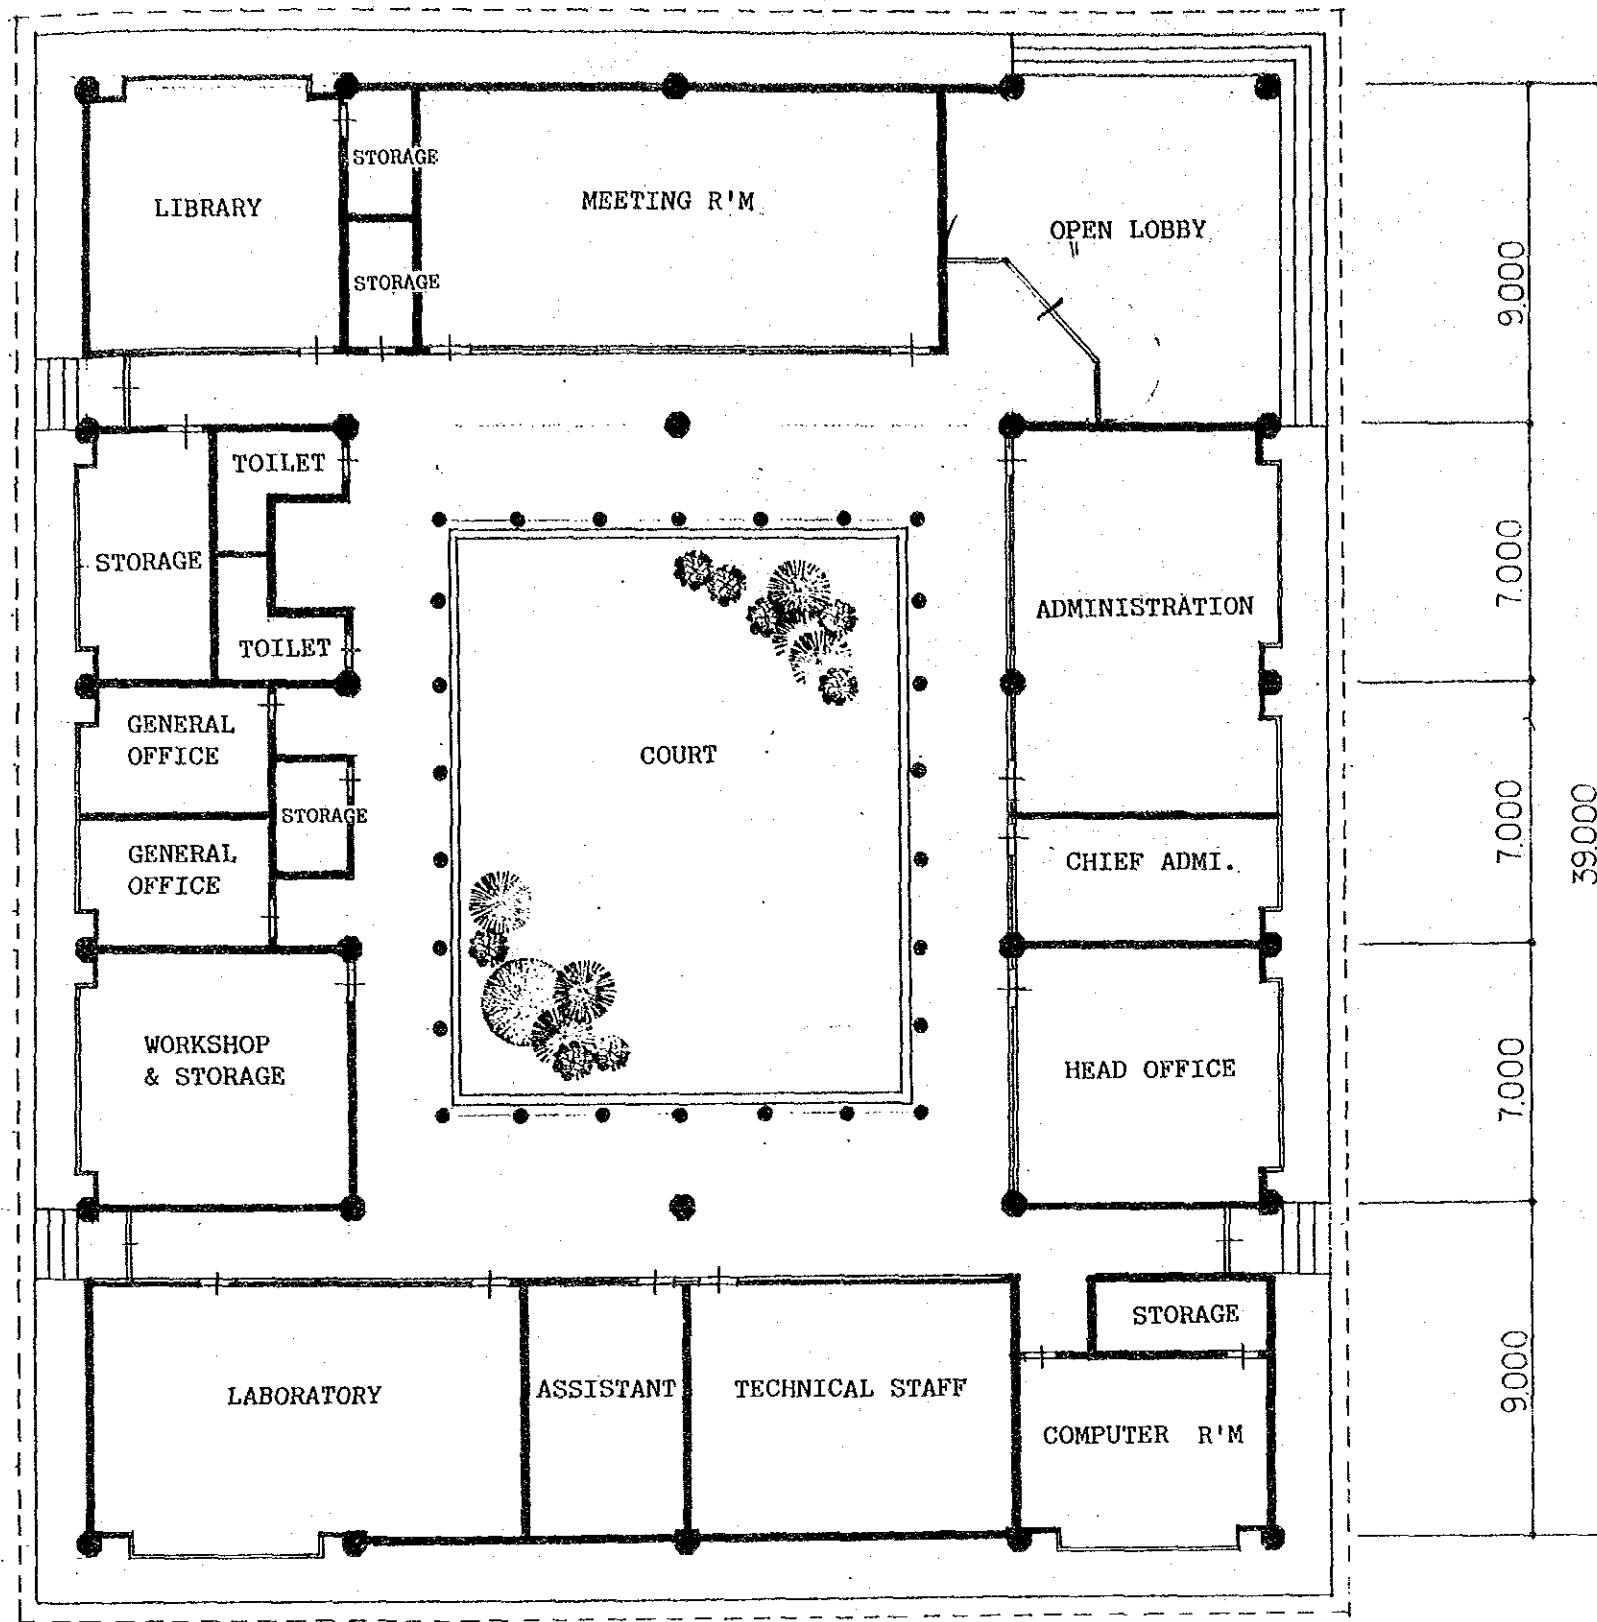 STORAGE
LIBRARY
MEETING R'M
OPEN LOBBY
STORAGE
9.000
TOILET
STORAGE
7.000
ADMINISTRATION
TOILET
GENERAL
OFFICE
COURT
STORAGE
7.000
39.000
GENERAL
OFFICE
CHIEF ADMI.
WORKSHOP
& STORAGE
HEAD OFFICE
7.000
STORAGE
LABORATORY
ASSISTANT
TECHNICAL STAFF
9.000
COMPUTER R'M